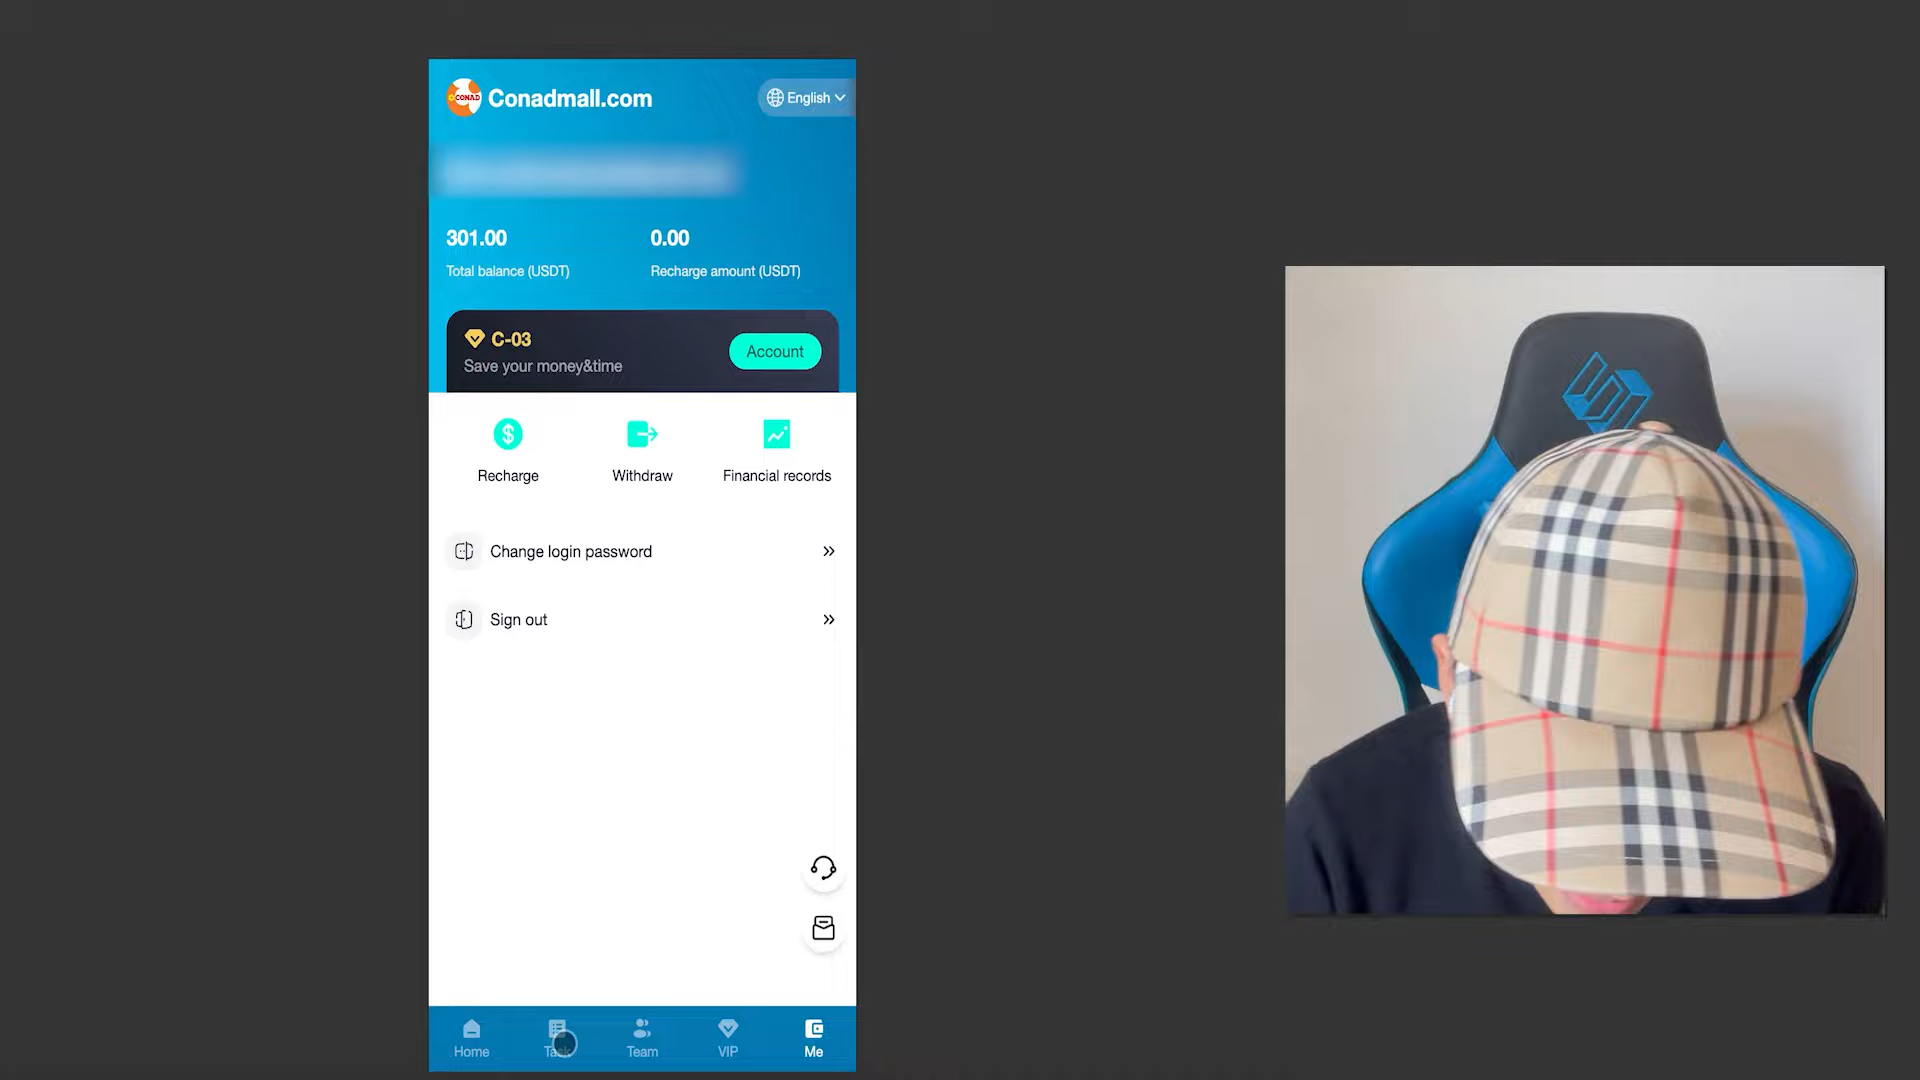 CONAD
Conadmall.com
English
301.00
0.00
Total balance (USDT)
Recharge amount (USDT)
C-03
Account
Save your money&time
Recharge
Withdraw
Financial records
Change login password
Sign out
Home
Task
Team
VIP
Me